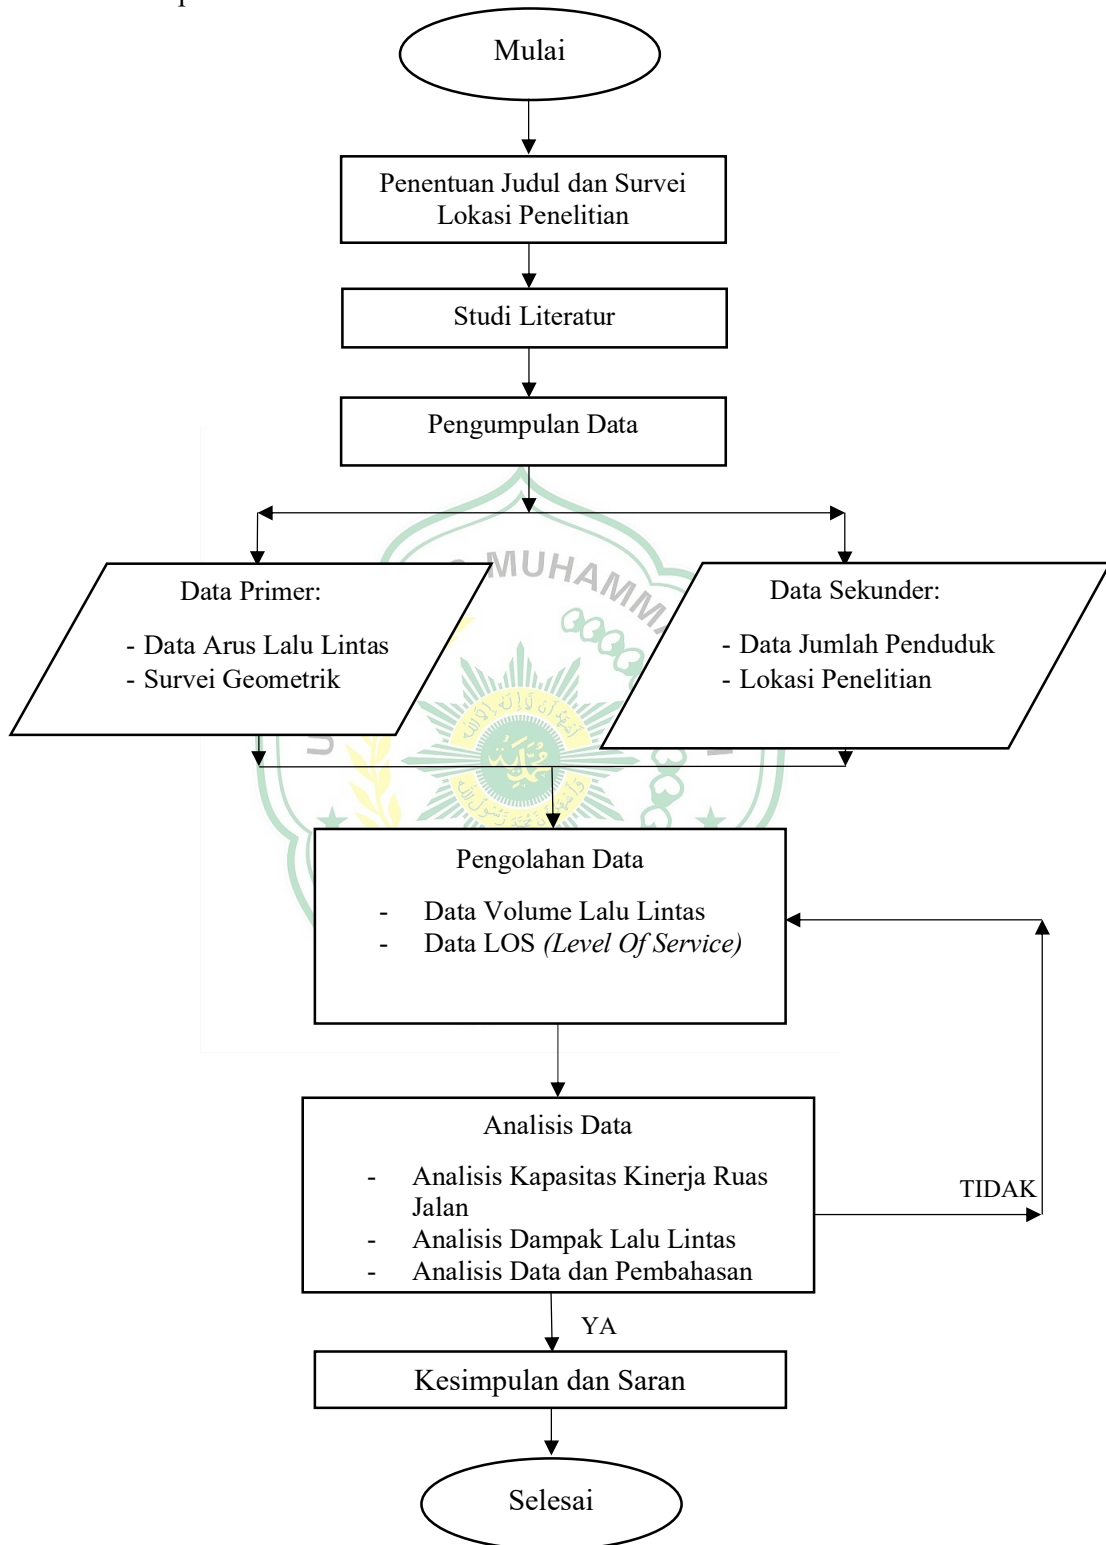 Mulai
Penentuan Judul dan Survei
Lokasi Penelitian
Studi Literatur
Pengumpulan Data
Data Primer:
- Data Arus Lalu Lintas
- Survei Geometrik
Data Sekunder:
- Data Jumlah Penduduk
- Lokasi Penelitian
Pengolahan Data
- Data Volume Lalu Lintas
- Data LOS (Level Of Service)
Analisis Data
- Analisis Kapasitas Kinerja Ruas
Jalan
- Analisis Dampak Lalu Lintas
- Analisis Data dan Pembahasan
TIDAK
YA
Kesimpulan dan Saran
Selesai